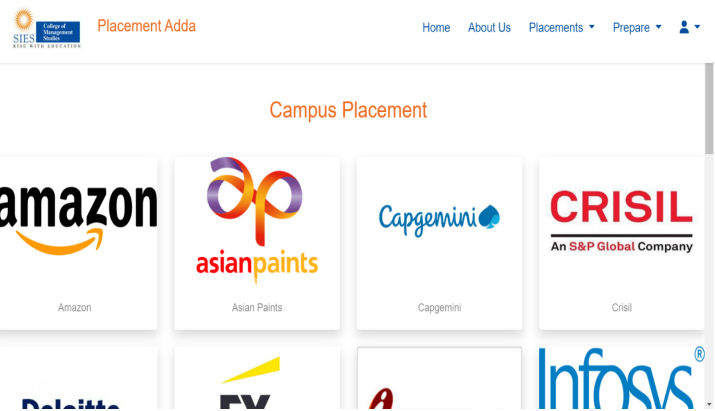 College of
Management
Studies
SIES
RISE WITH EDUCATION
Placement Adda
Home About Us Placements Prepare
Campus Placement
amazon
Amazon
ap
asianpaints
Asian Paints
Capgemini
Capgemini
CRISIL
An S&P Global Company
Crisil
Deloitte
EY
Infosys®